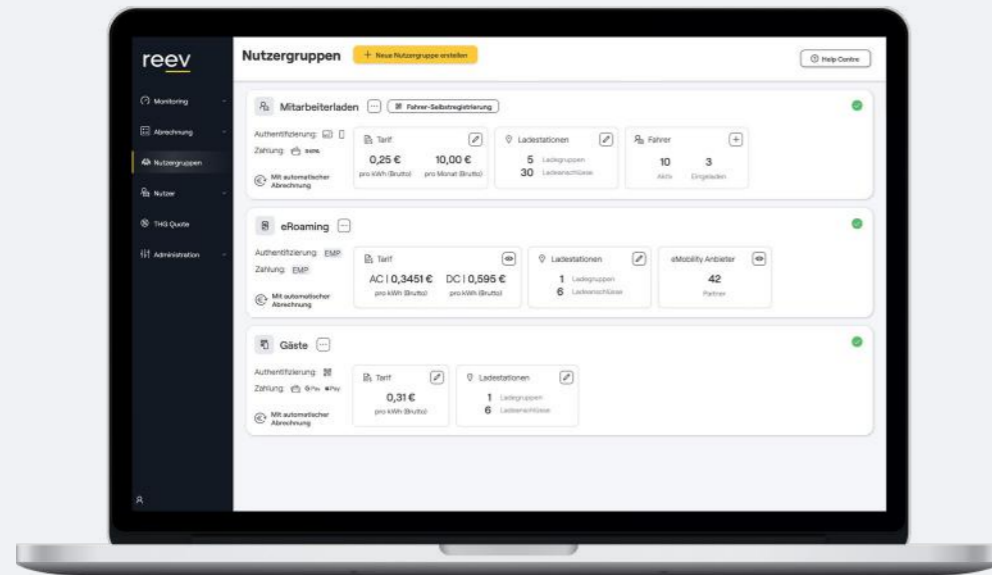 reev
Monitoring
Abrechnung
Nutzergruppen
Nutzer
THG Quote
Administration
Nutzergruppen
+ Neue Nutzergruppe erstellen
Help Centre
Mitarbeiterladen
Fahrer-Selbstregistrierung
Authentifizierung:
Zahlung:
Mit automatischer
Abrechnung
Tarif
0,25 € 10,00 €
pro kWh (Brutto) pro Monat (Brutto)
Ladestationen
5 Ladegruppen
30 Ladeanschlüsse
Fahrer
10 3
Aktiv Eingeladen
eRoaming
Authentifizierung: EMP
Zahlung: EMP
Mit automatischer
Abrechnung
Tarif
AC | 0,3451 € DC | 0,595 €
pro kWh (Brutto) pro kWh (Brutto)
Ladestationen
1 Ladegruppen
6 Ladeanschlüsse
eMobility Anbieter
42
Partner
Gäste
Authentifizierung:
Zahlung: G Pay Pay
Mit automatischer
Abrechnung
Tarif
0,31 €
pro kWh (Brutto)
Ladestationen
1 Ladegruppen
6 Ladeanschlüsse